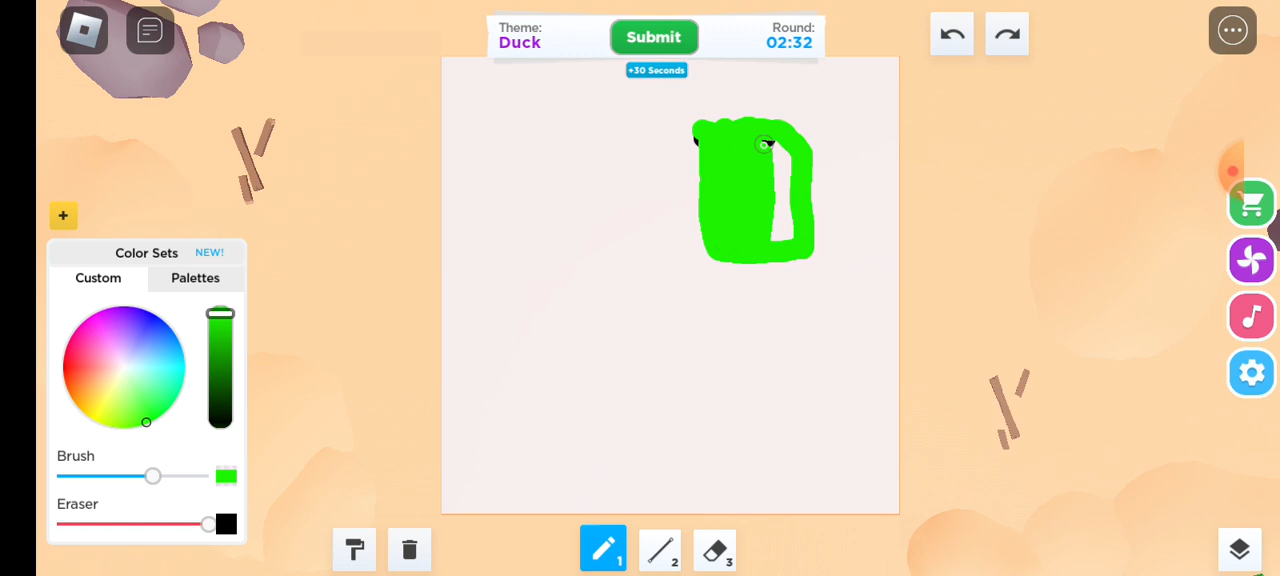 Theme:
Duck
Submit
Round:
02:32
+30 Seconds
+
Color Sets NEW!
Custom Palettes
Brush
Eraser
1
2
3